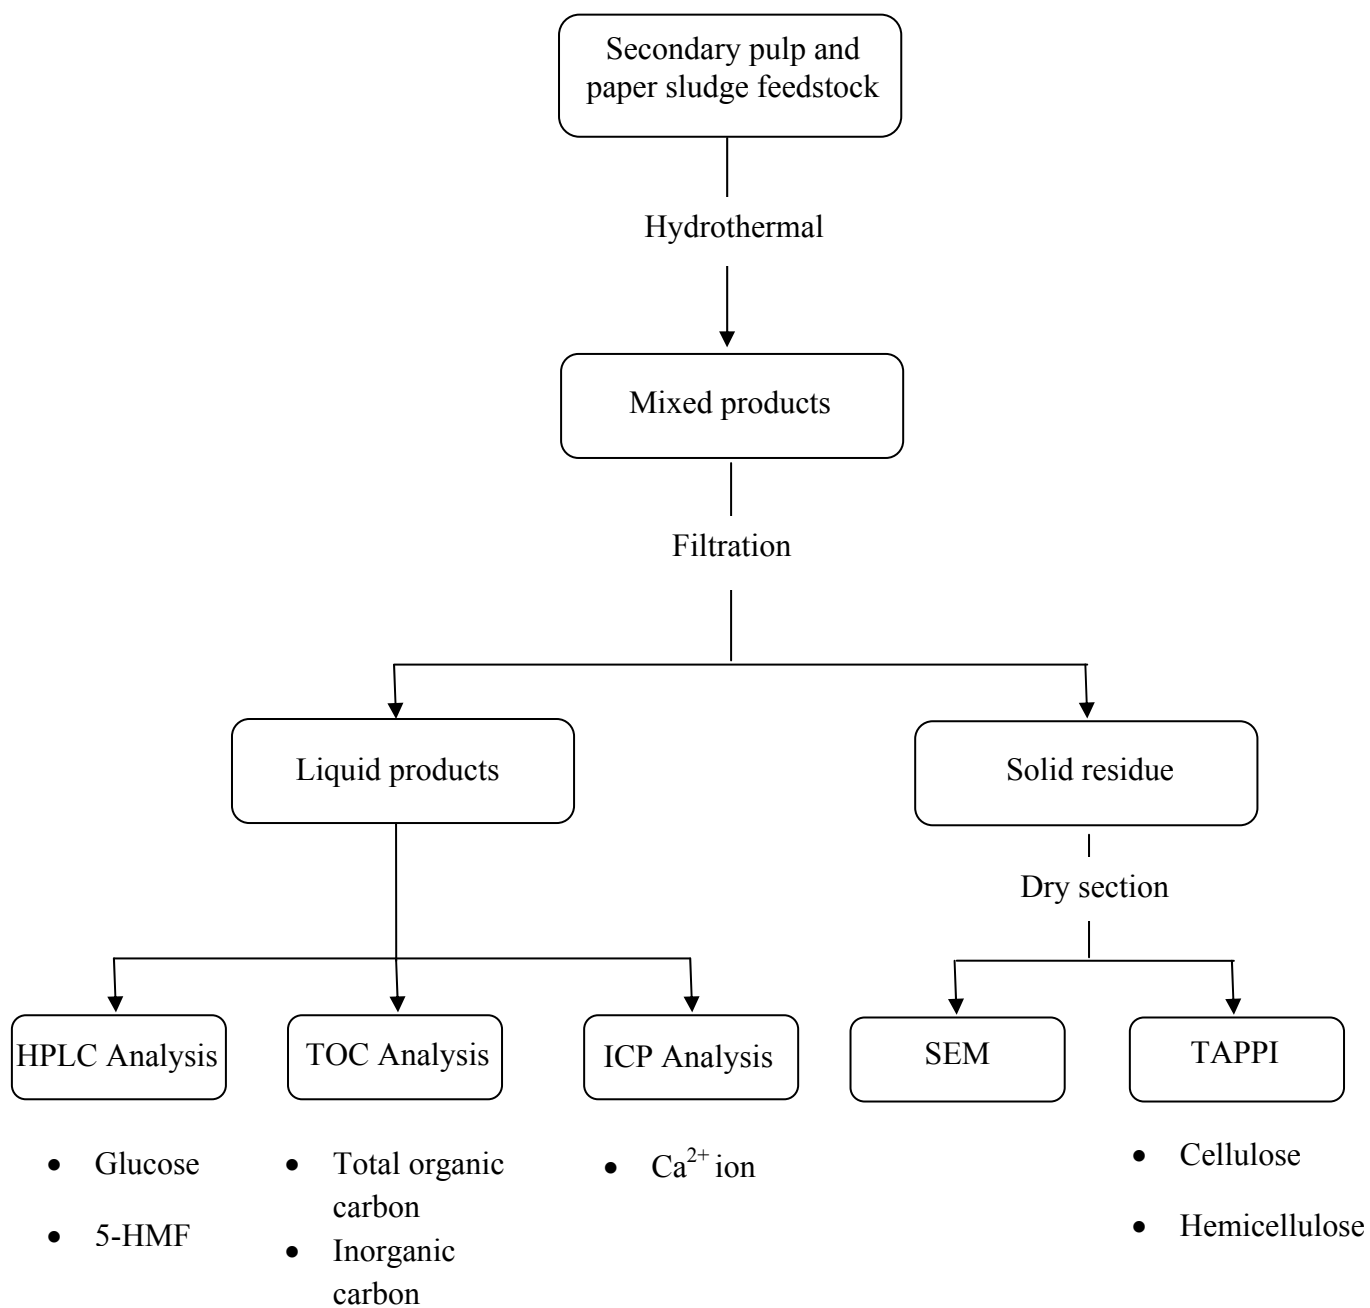 Secondary pulp and
paper sludge feedstock
Hydrothermal
Mixed products
Filtration
Liquid products
Solid residue
Dry section
HPLC Analysis
TOC Analysis
ICP Analysis
SEM
TAPPI
• Glucose
• 5-HMF
• Total organic
carbon
• Inorganic
carbon
• Ca²⁺ ion
• Cellulose
• Hemicellulose